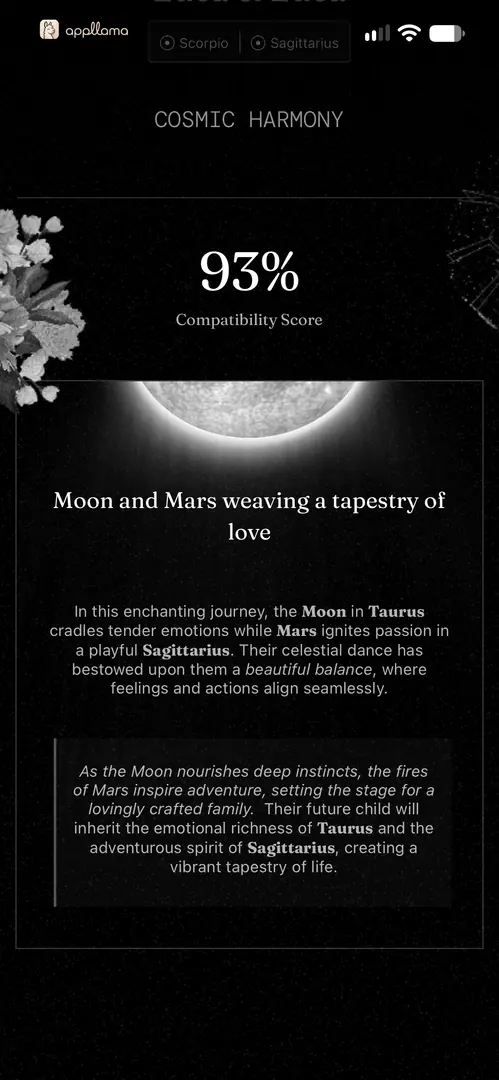 appllama
Scorpio
Sagittarius
COSMIC HARMONY
93%
Compatibility Score
Moon and Mars weaving a tapestry of
love
In this enchanting journey, the Moon in Taurus
cradles tender emotions while Mars ignites passion in
a playful Sagittarius. Their celestial dance has
bestowed upon them a beautiful balance, where
feelings and actions align seamlessly.
As the Moon nourishes deep instincts, the fires
of Mars inspire adventure, setting the stage for a
lovingly crafted family. Their future child will
inherit the emotional richness of Taurus and the
adventurous spirit of Sagittarius, creating a
vibrant tapestry of life.